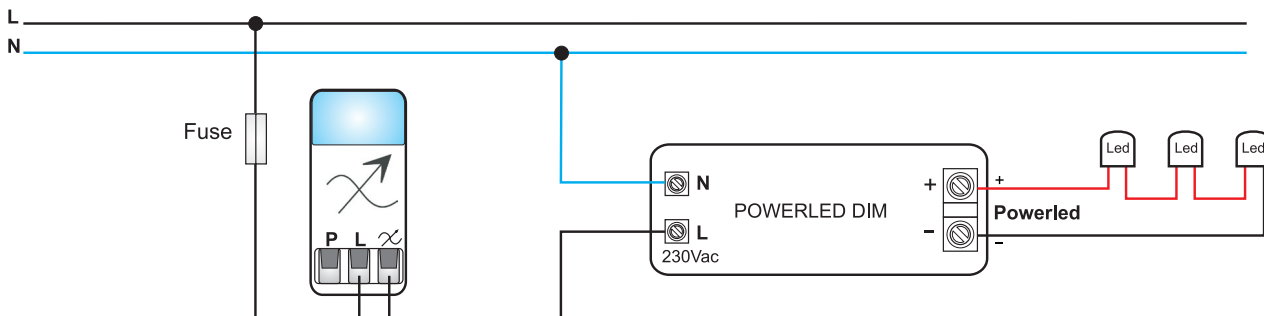 L
N
Fuse
P L
N
L
230Vac
POWERLED DIM
+
-
+
Powerled
-
Led
Led
Led